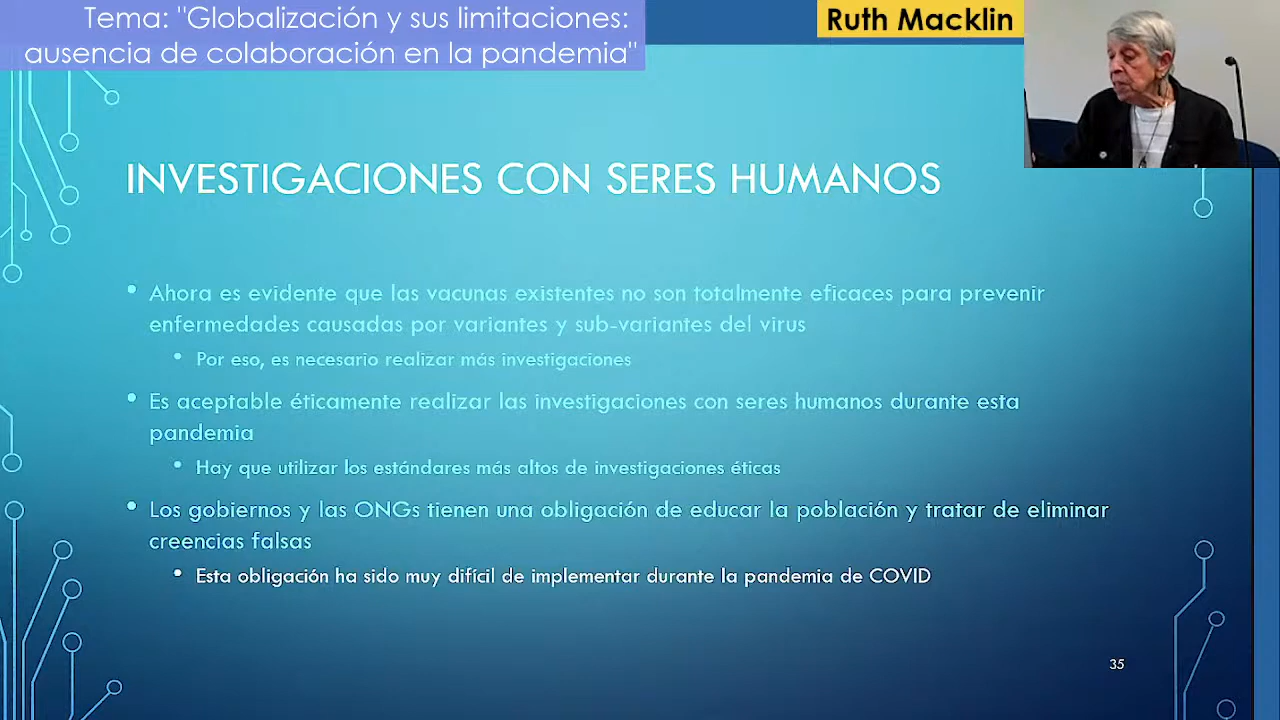 Tema: "Globalización y sus limitaciones:
ausencia de colaboración en la pandemia"
Ruth Macklin
INVESTIGACIONES CON SERES HUMANOS
• Ahora es evidente que las vacunas existentes no son totalmente eficaces para prevenir
enfermedades causadas por variantes y sub-variantes del virus
• Por eso, es necesario realizar más investigaciones
• Es aceptable éticamente realizar las investigaciones con seres humanos durante esta
pandemia
• Hay que utilizar los estándares más altos de investigaciones éticas
• Los gobiernos y las ONGs tienen una obligación de educar la población y tratar de eliminar
creencias falsas
• Esta obligación ha sido muy difícil de implementar durante la pandemia de COVID
35